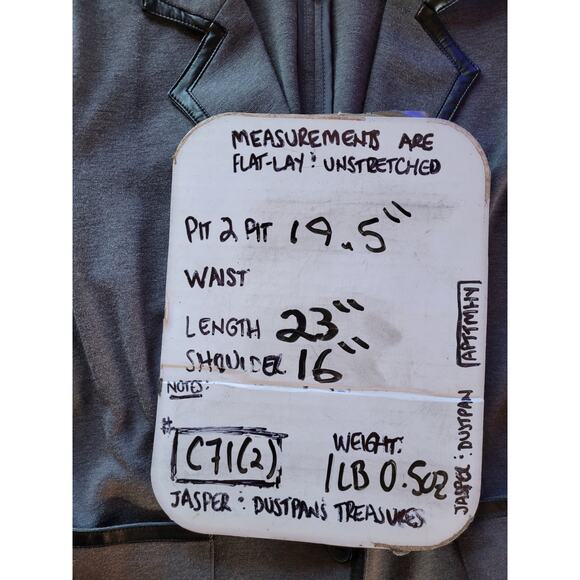 MEASUREMENTS ARE
FLAT-LAY : UNSTRETCHED
PIT 2 PIT 19.5"
WAIST
LENGTH 23"
SHOULDER 16"
NOTES:
#
C71(2)
WEIGHT:
1LB 0.5OZ
JASPER : DUSTPANS TREASURES
JASPER : DUSTPAN